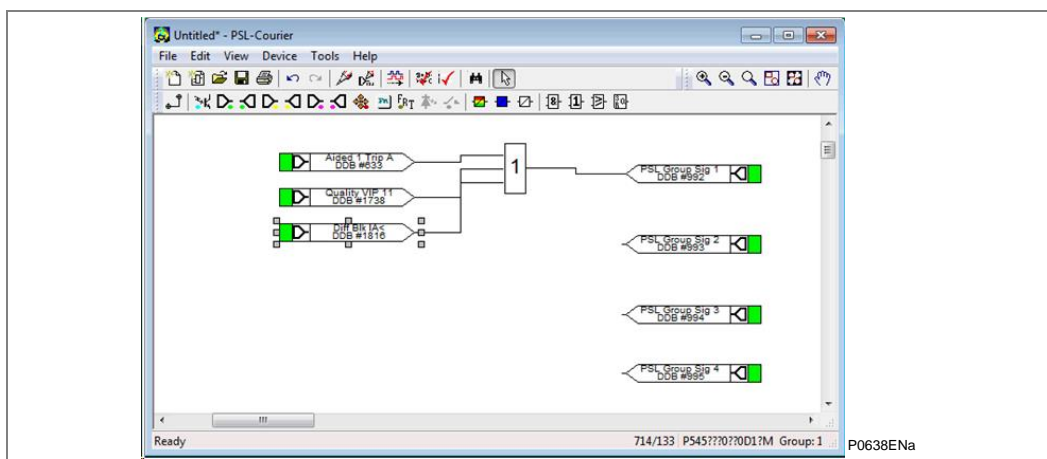 Untitled* - PSL-Courier
File Edit View Device Tools Help
Aided 1 Trip A
DDB #633
1
PSL Group Sig 1
DDB #992
Quality VIP 11
DDB #1738
Diff Blk IA<
DDB #1816
PSL Group Sig 2
DDB #993
PSL Group Sig 3
DDB #994
PSL Group Sig 4
DDB #995
Ready
714/133 P545???0??0D1?M Group: 1
P0638ENa